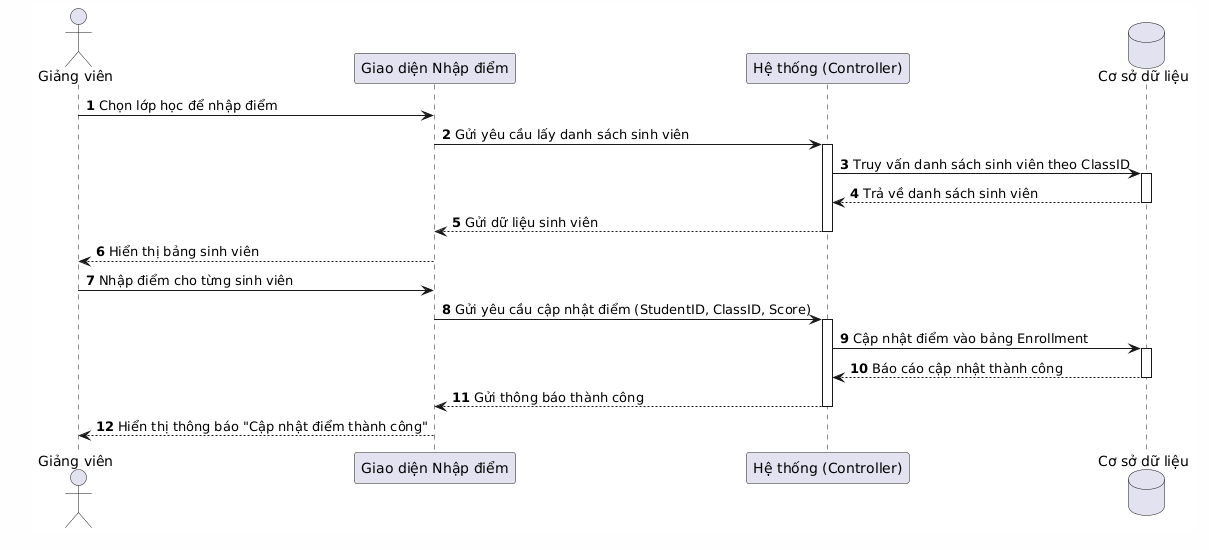 Giảng viên
Giao diện Nhập điểm
Hệ thống (Controller)
Cơ sở dữ liệu
1 Chọn lớp học để nhập điểm
2 Gửi yêu cầu lấy danh sách sinh viên
3 Truy vấn danh sách sinh viên theo ClassID
4 Trả về danh sách sinh viên
5 Gửi dữ liệu sinh viên
6 Hiển thị bảng sinh viên
7 Nhập điểm cho từng sinh viên
8 Gửi yêu cầu cập nhật điểm (StudentID, ClassID, Score)
9 Cập nhật điểm vào bảng Enrollment
10 Báo cáo cập nhật thành công
11 Gửi thông báo thành công
12 Hiển thị thông báo "Cập nhật điểm thành công"
Giảng viên
Giao diện Nhập điểm
Hệ thống (Controller)
Cơ sở dữ liệu